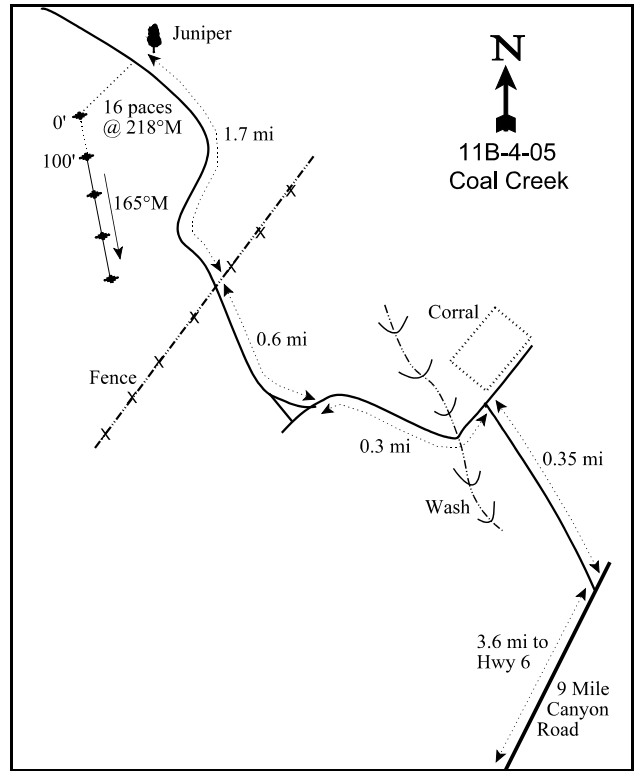 Juniper
N
16 paces
@ 218°M
0'
1.7 mi
11B-4-05
Coal Creek
100'
165°M
Corral
0.6 mi
Fence
0.3 mi
0.35 mi
Wash
3.6 mi to
Hwy 6
9 Mile
Canyon
Road